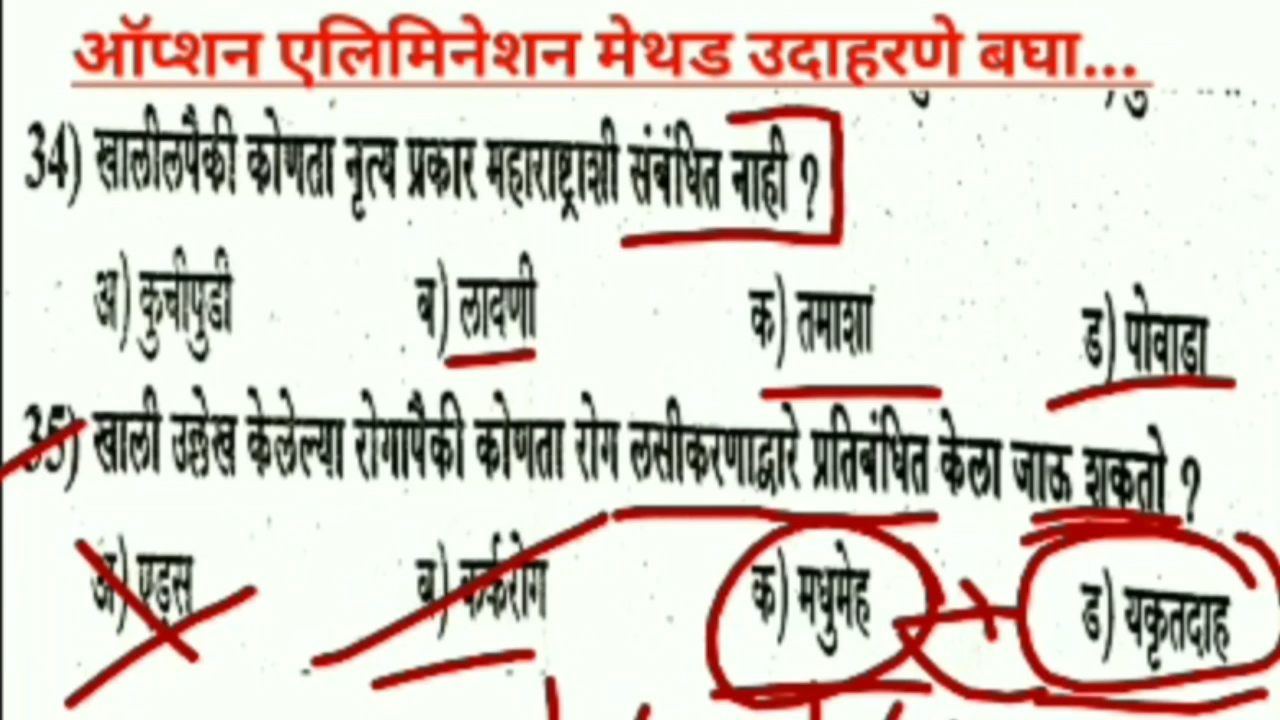 ऑप्शन एलिमिनेशन मेथड उदाहरणे बघा...
34) खालीलपैकी कोणता नृत्य प्रकार महाराष्ट्राशी संबंधित नाही ?
अ) कुचीपुडी ब) लावणी क) तमाशा ड) पोवाडा
35) खाली उल्लेख केलेल्या रोगापैकी कोणता रोग लसीकरणाद्वारे प्रतिबंधित केला जाऊ शकतो ?
अ) एड्स ब) कर्करोग क) मधुमेह ड) यकृतदाह